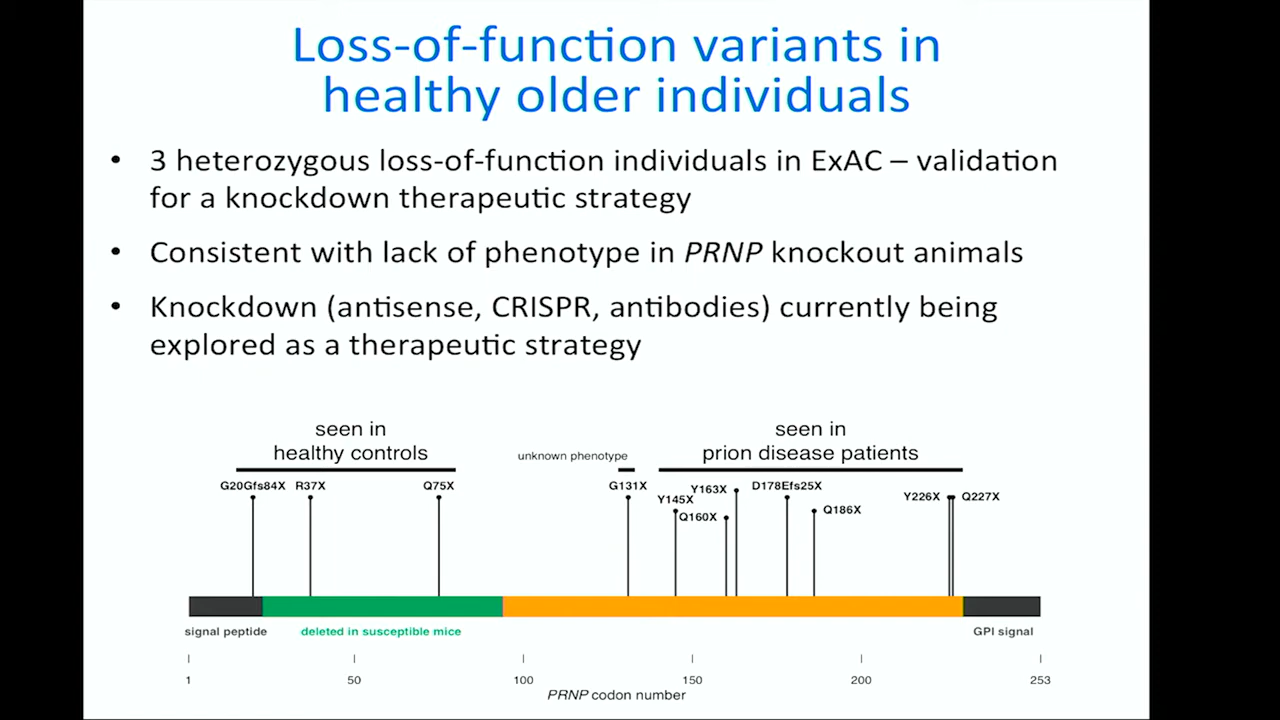 Loss-of-function variants in
healthy older individuals
• 3 heterozygous loss-of-function individuals in ExAC – validation
for a knockdown therapeutic strategy
• Consistent with lack of phenotype in PRNP knockout animals
• Knockdown (antisense, CRISPR, antibodies) currently being
explored as a therapeutic strategy
seen in
healthy controls
unknown phenotype
seen in
prion disease patients
G20Gfs84X R37X Q75X G131X Y145X Q160X Y163X D178Efs25X Q186X Y226X Q227X
signal peptide deleted in susceptible mice GPI signal
1 50 100 150 200 253
PRNP codon number